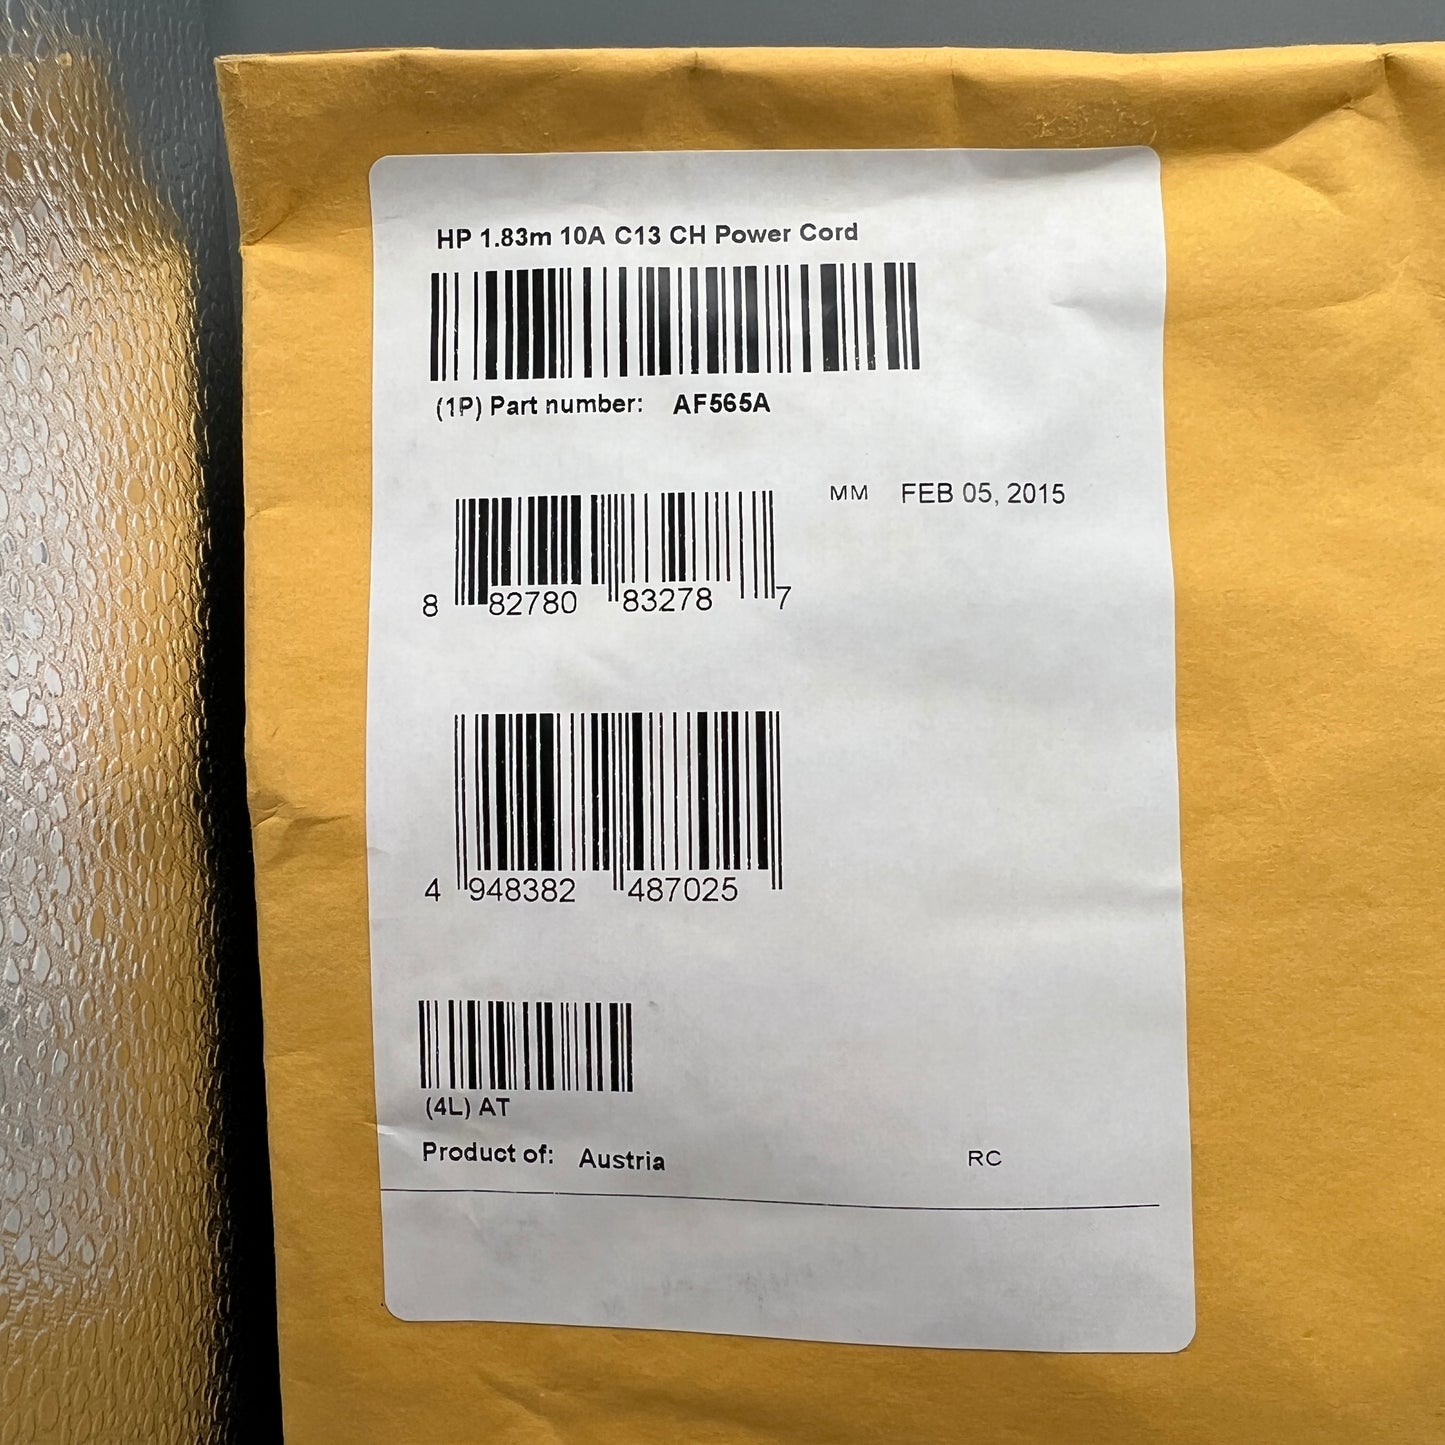 HP 1.83m 10A C13 CH Power Cord
(1P) Part number: AF565A
MM FEB 05, 2015
8 82780 83278 7
4 948382 487025
(4L) AT
Product of: Austria RC